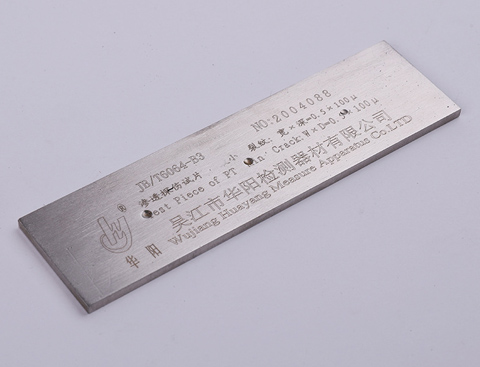 JB/T6064-B3 NO:2004088
渗透探伤试片 小 裂纹: 宽×深=0.5×100μ
Test Piece of PT Crack:W×D=0. ×100μ
® 吴江市华阳检测器材有限公司
华阳 Wujiang Huayang Measure Apparatus Co.LTD